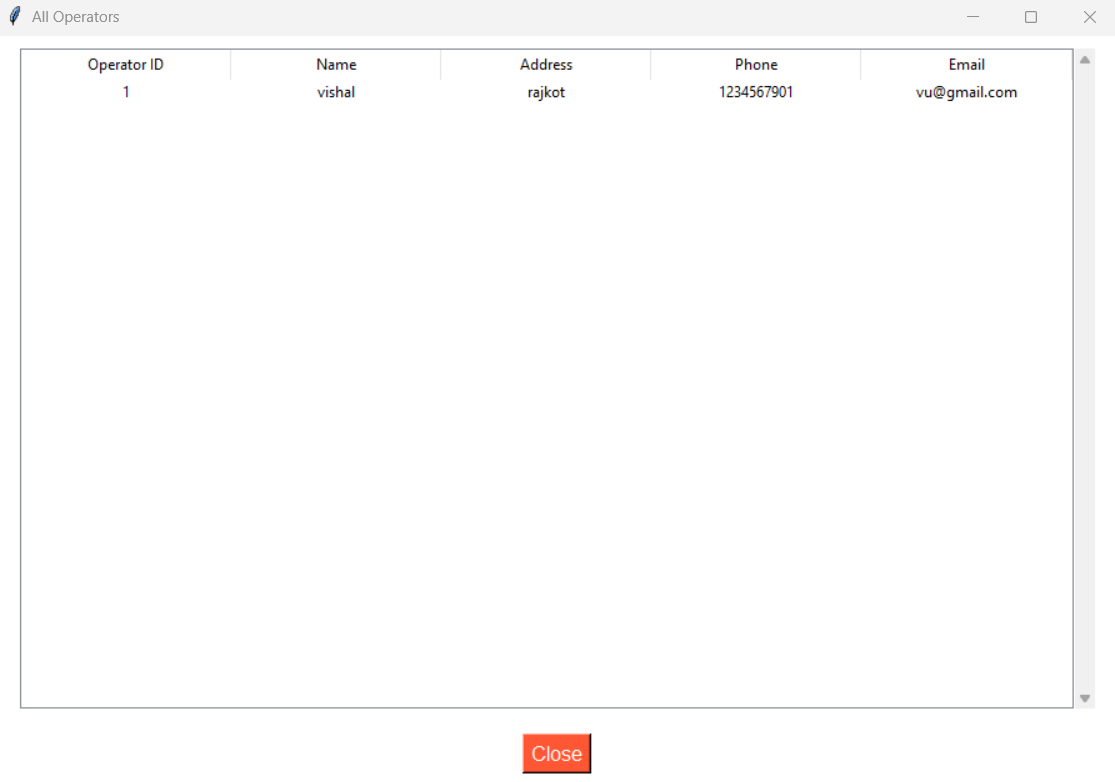 All Operators
Operator ID Name Address Phone Email
1 vishal rajkot 1234567901 vu@gmail.com
Close